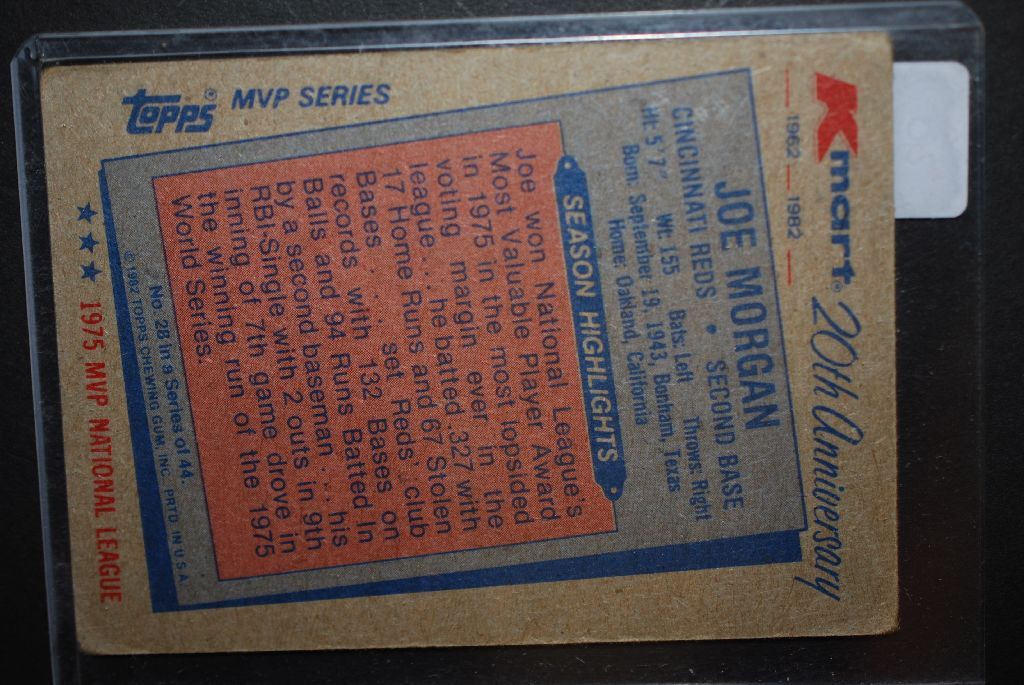 Kmart® 20th Anniversary
1962 — 1982
JOE MORGAN
CINCINNATI REDS • SECOND BASE
Ht: 5'7" Wt: 155 Bats: Left Throws: Right
Born: September 19, 1943, Bonham, Texas
Home: Oakland, California
SEASON HIGHLIGHTS
Joe won National League's
Most Valuable Player Award
in 1975 in the most lopsided
voting margin ever in the
league . . . he batted .327 with
17 Home Runs and 67 Stolen
Bases . . . set Reds' club
records with 132 Bases on
Balls and 94 Runs Batted In
by a second baseman . . . his
RBI-Single with 2 outs in 9th
inning of 7th game drove in
the winning run of the 1975
World Series.
No. 28 in a Series of 44.
© 1982 TOPPS CHEWING GUM, INC. PRTD. IN U.S.A.
topps® MVP SERIES
★ ★ ★ 1975 MVP NATIONAL LEAGUE